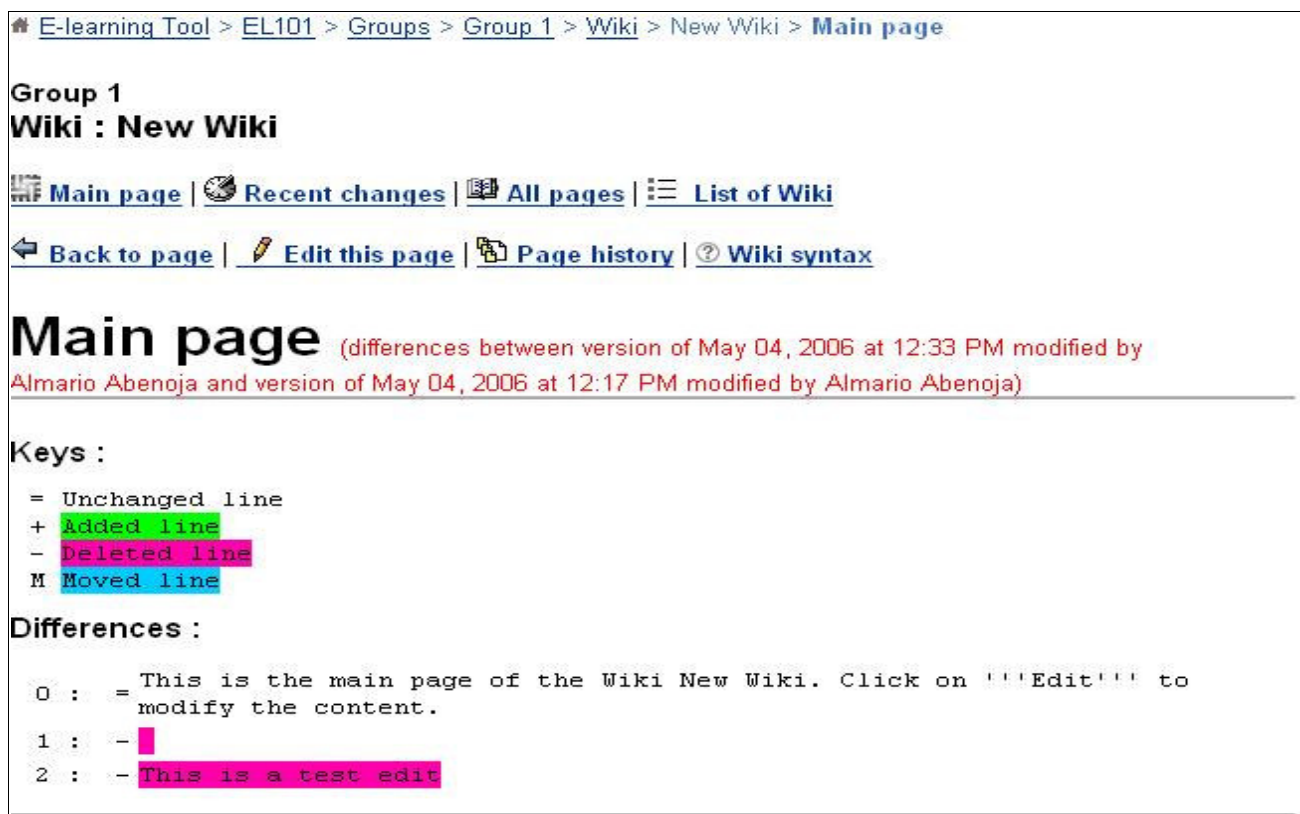 E-learning Tool > EL101 > Groups > Group 1 > Wiki > New Wiki > Main page
Group 1
Wiki : New Wiki
Main page | Recent changes | All pages | List of Wiki
Back to page | Edit this page | Page history | ? Wiki syntax
Main page (differences between version of May 04, 2006 at 12:33 PM modified by
Almario Abenoja and version of May 04, 2006 at 12:17 PM modified by Almario Abenoja)
Keys :
= Unchanged line
+ Added line
- Deleted line
M Moved line
Differences :
0 : = This is the main page of the Wiki New Wiki. Click on '''Edit''' to
modify the content.
1 : -
2 : - This is a test edit